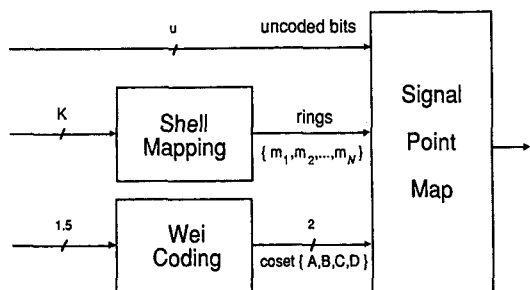 u uncoded bits
K
Shell
Mapping
rings
{ m1,m2,...,mN }
Signal
Point
Map
1.5
Wei
Coding
2
coset { A,B,C,D }